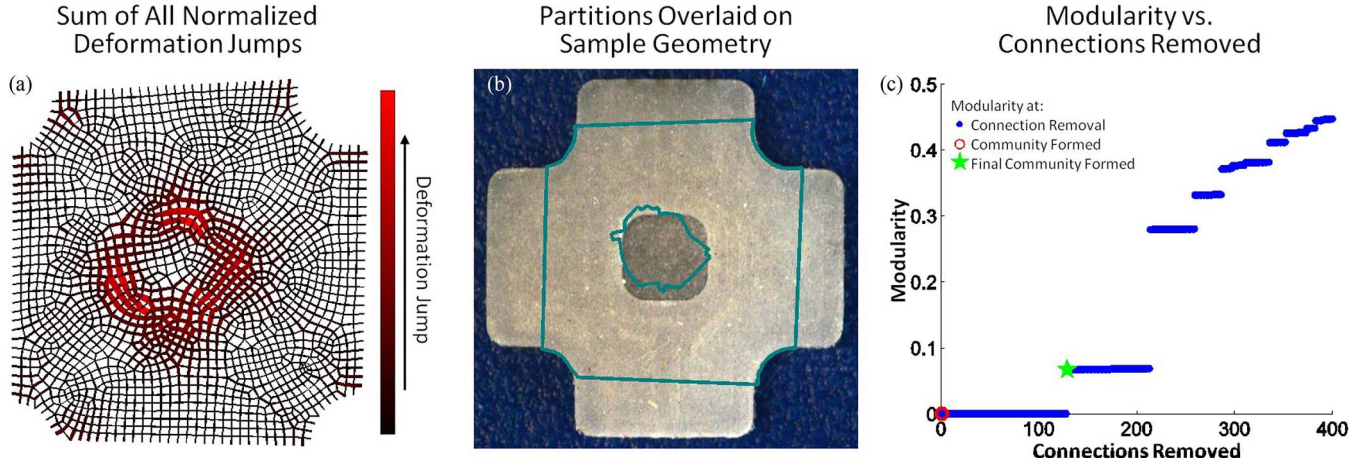 Sum of All Normalized
Deformation Jumps
(a)
Deformation Jump
Partitions Overlaid on
Sample Geometry
(b)
Modularity vs.
Connections Removed
(c)
0.5
0.4
0.3
0.2
0.1
0
Modularity
Modularity at:
Connection Removal
Community Formed
Final Community Formed
0
100
200
300
400
Connections Removed